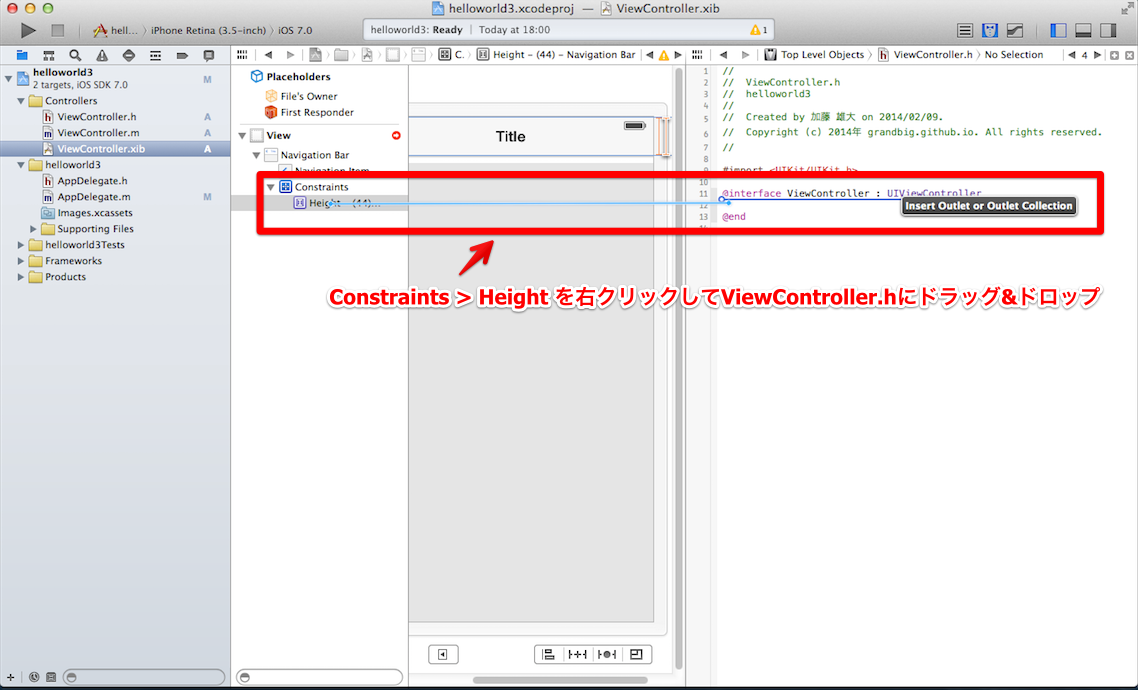 helloworld3.xcodeproj — ViewController.xib
hell... iPhone Retina (3.5-inch) iOS 7.0
helloworld3: Ready | Today at 18:00
1
C.
Height - (44) - Navigation Bar
Top Level Objects
ViewController.h
No Selection
4
helloworld3
2 targets, iOS SDK 7.0
M
Controllers
ViewController.h
A
ViewController.m
A
ViewController.xib
A
helloworld3
AppDelegate.h
AppDelegate.m
M
Images.xcassets
Supporting Files
helloworld3Tests
Frameworks
Products
Placeholders
File's Owner
First Responder
View
Navigation Bar
Navigation Item
Constraints
Height - (44)...
Title
1 //
2 // ViewController.h
3 // helloworld3
4 //
5 // Created by 加藤 雄大 on 2014/02/09.
6 // Copyright (c) 2014年 grandbig.github.io. All rights reserved.
7 //
8
9 #import <UIKit/UIKit.h>
10
11 @interface ViewController : UIViewController
12
13 @end
Insert Outlet or Outlet Collection
Constraints > Height を右クリックしてViewController.hにドラッグ&ドロップ